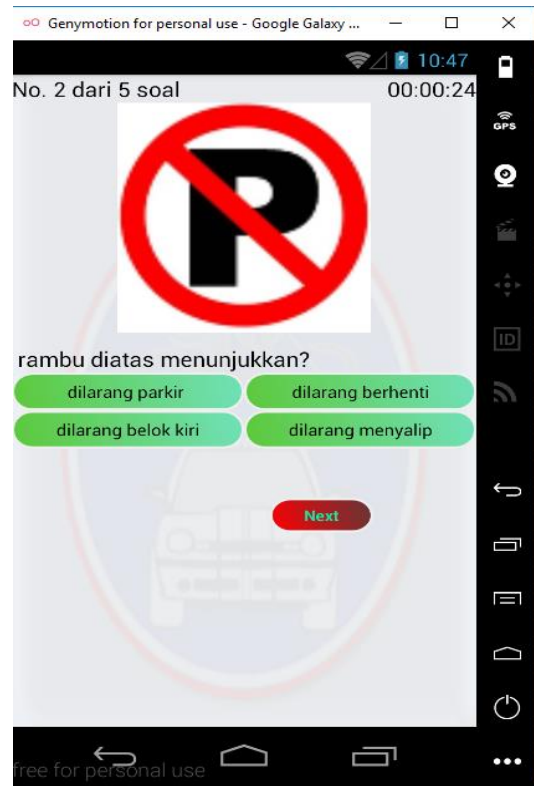 Genymotion for personal use - Google Galaxy ...
10:47
No. 2 dari 5 soal 00:00:24
P
GPS
ID
rambu diatas menunjukkan?
dilarang parkir dilarang berhenti
dilarang belok kiri dilarang menyalip
Next
free for personal use